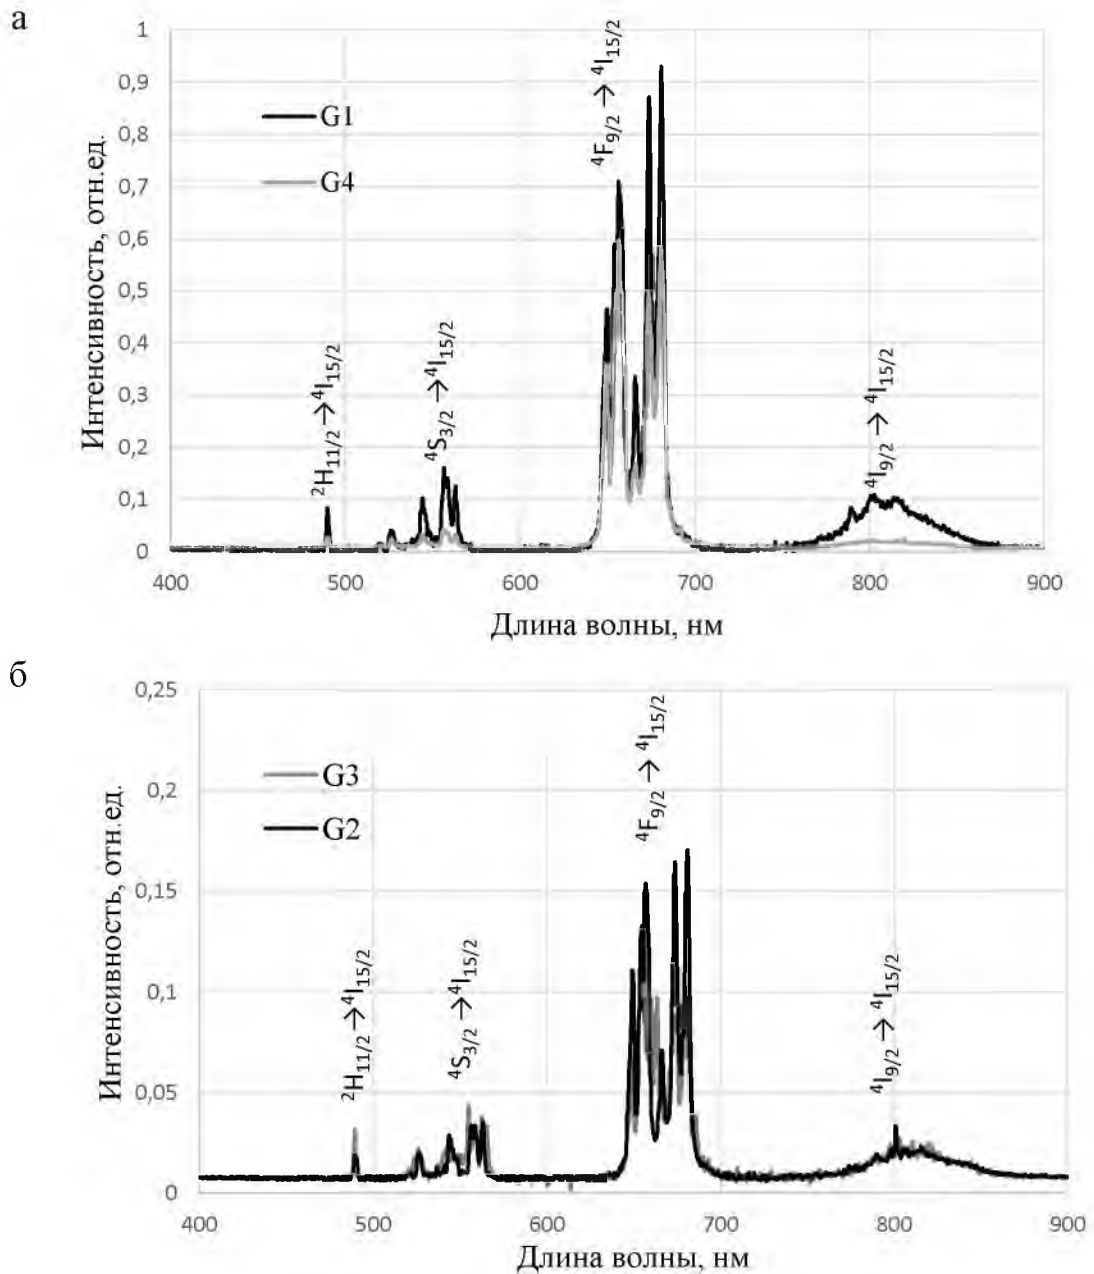 а
Интенсивность, отн.ед.
1
0,9
0,8
0,7
0,6
0,5
0,4
0,3
0,2
0,1
0
G1
G4
²H₁₁/₂→⁴I₁₅/₂
⁴S₃/₂→⁴I₁₅/₂
⁴F₉/₂→⁴I₁₅/₂
⁴I₉/₂→⁴I₁₅/₂
400 500 600 700 800 900
Длина волны, нм
б
Интенсивность, отн.ед.
0,25
0,2
0,15
0,1
0,05
0
G3
G2
²H₁₁/₂→⁴I₁₅/₂
⁴S₃/₂→⁴I₁₅/₂
⁴F₉/₂→⁴I₁₅/₂
⁴I₉/₂→⁴I₁₅/₂
400 500 600 700 800 900
Длина волны, нм